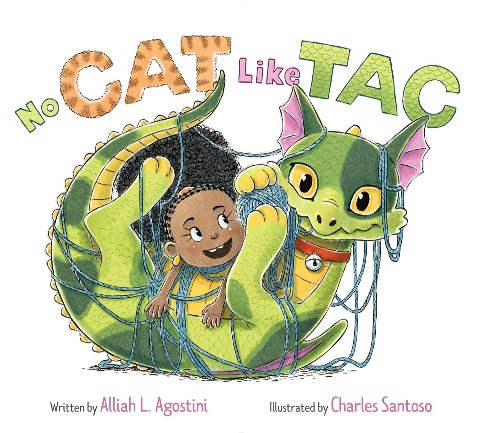 No CAT Like TAC
Written by Alliah L. Agostini
Illustrated by Charles Santoso